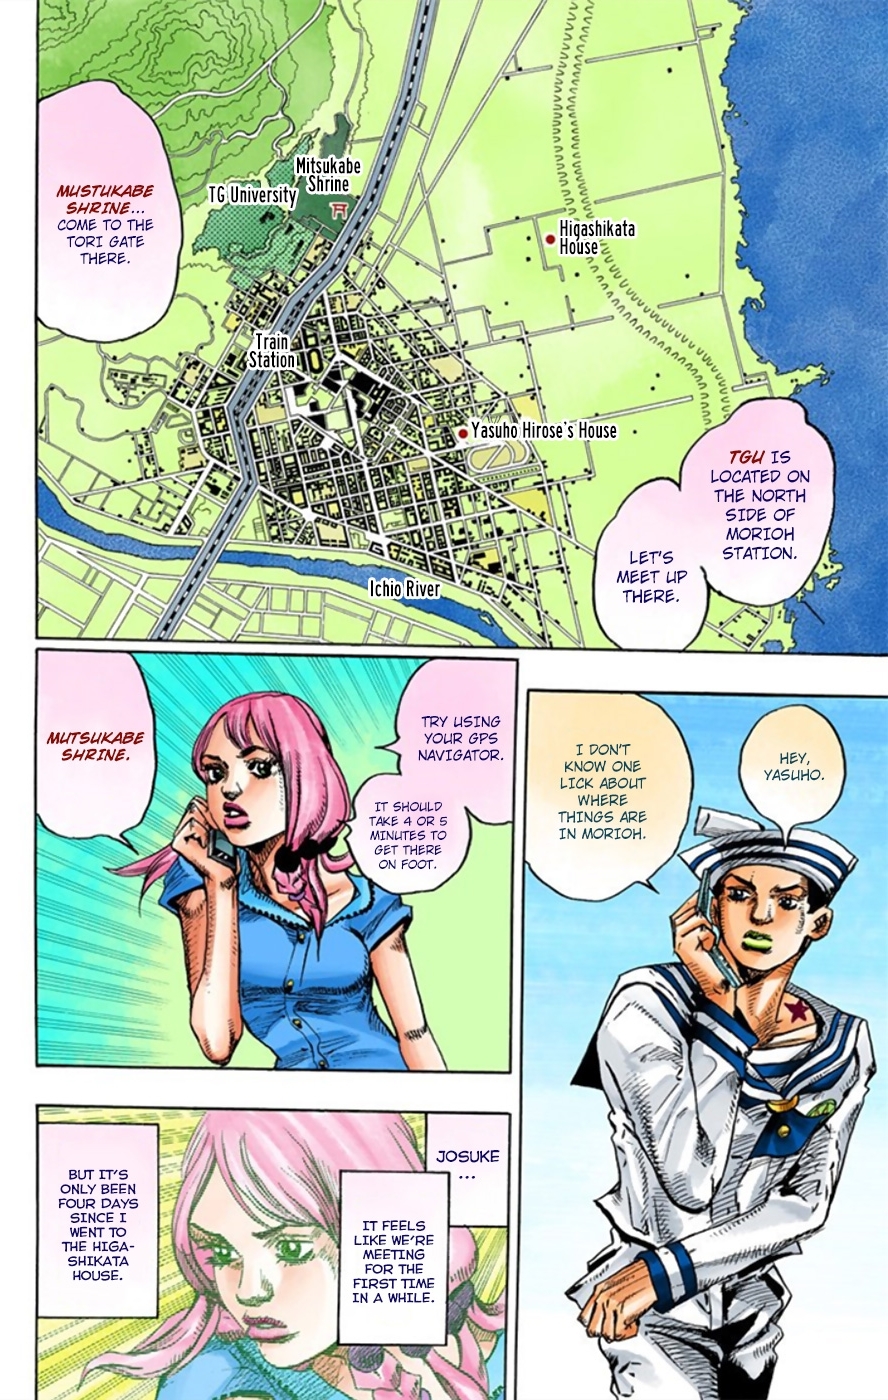 TGU IS
LOCATED ON
THE NORTH
SIDE OF
MORIOH
STATION.
LET'S
MEET UP
THERE.
Mitsukabe
Shrine
TG University
Higashikata
House
Train
Station
Yasuho Hirose's House
Ichio River
MUSTUKABE
SHRINE...
COME TO THE
TORI GATE
THERE.
HEY,
YASUHO.
I DON'T
KNOW ONE
LICK ABOUT
WHERE
THINGS ARE
IN MORIOH.
TRY USING
YOUR GPS
NAVIGATOR.
IT SHOULD
TAKE 4 OR 5
MINUTES TO
GET THERE
ON FOOT.
MUTSUKABE
SHRINE.
JOSUKE
...
IT FEELS
LIKE WE'RE
MEETING
FOR THE
FIRST TIME
IN A WHILE.
BUT IT'S
ONLY BEEN
FOUR DAYS
SINCE I
WENT TO
THE HIGA-
SHIKATA
HOUSE.